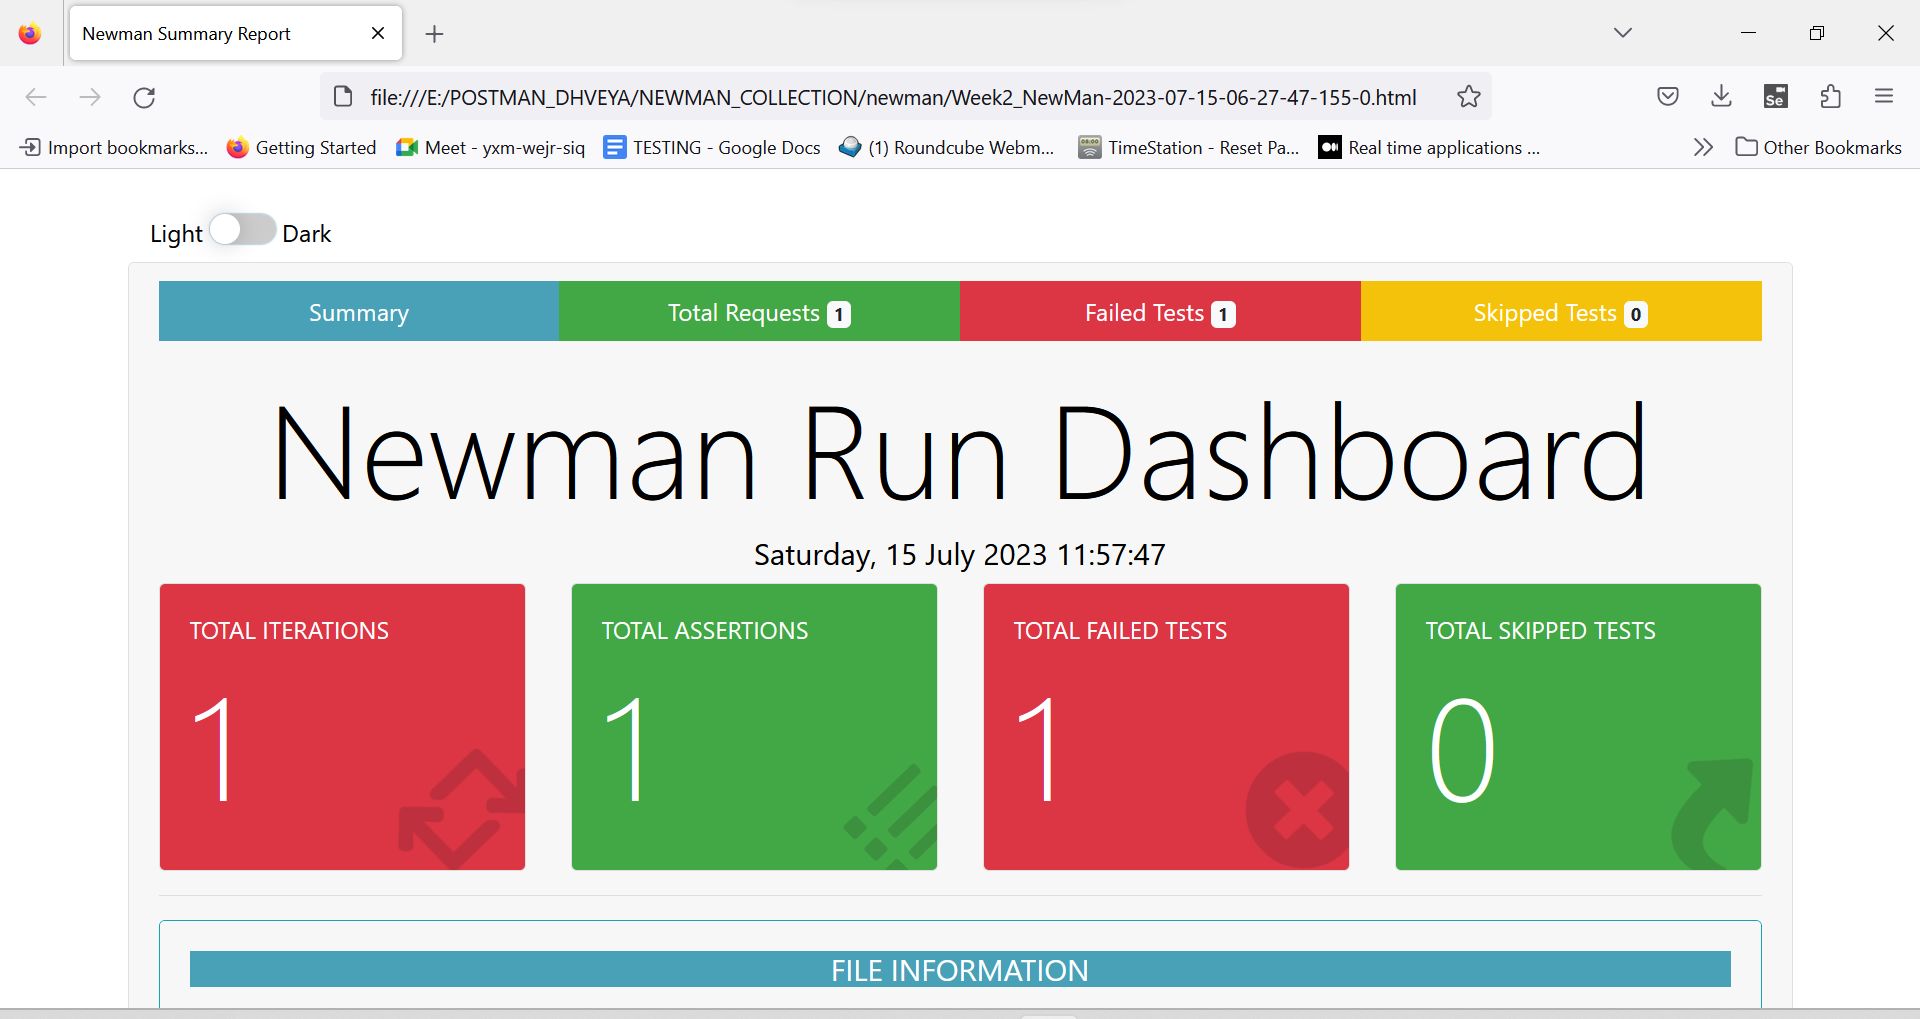 Newman Summary Report
file:///E:/POSTMAN_DHVEYA/NEWMAN_COLLECTION/newman/Week2_NewMan-2023-07-15-06-27-47-155-0.html
Se
Import bookmarks... Getting Started Meet - yxm-wejr-siq TESTING - Google Docs (1) Roundcube Webm... 08:00 TimeStation - Reset Pa... Real time applications ... Other Bookmarks
Light Dark
Summary Total Requests 1 Failed Tests 1 Skipped Tests 0
Newman Run Dashboard
Saturday, 15 July 2023 11:57:47
TOTAL ITERATIONS TOTAL ASSERTIONS TOTAL FAILED TESTS TOTAL SKIPPED TESTS
1 1 1 0
FILE INFORMATION